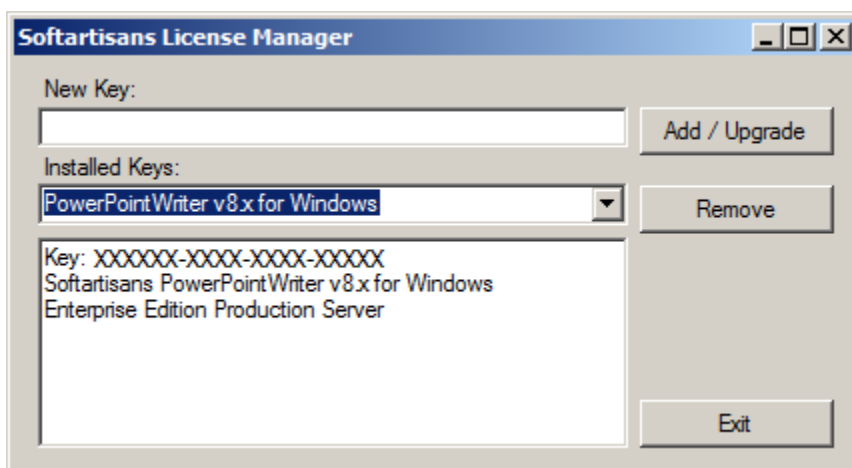 Softartisans License Manager
New Key:
Add / Upgrade
Installed Keys:
PowerPointWriter v8.x for Windows
Remove
Key: XXXXXX-XXXX-XXXX-XXXXX
Softartisans PowerPointWriter v8.x for Windows
Enterprise Edition Production Server
Exit